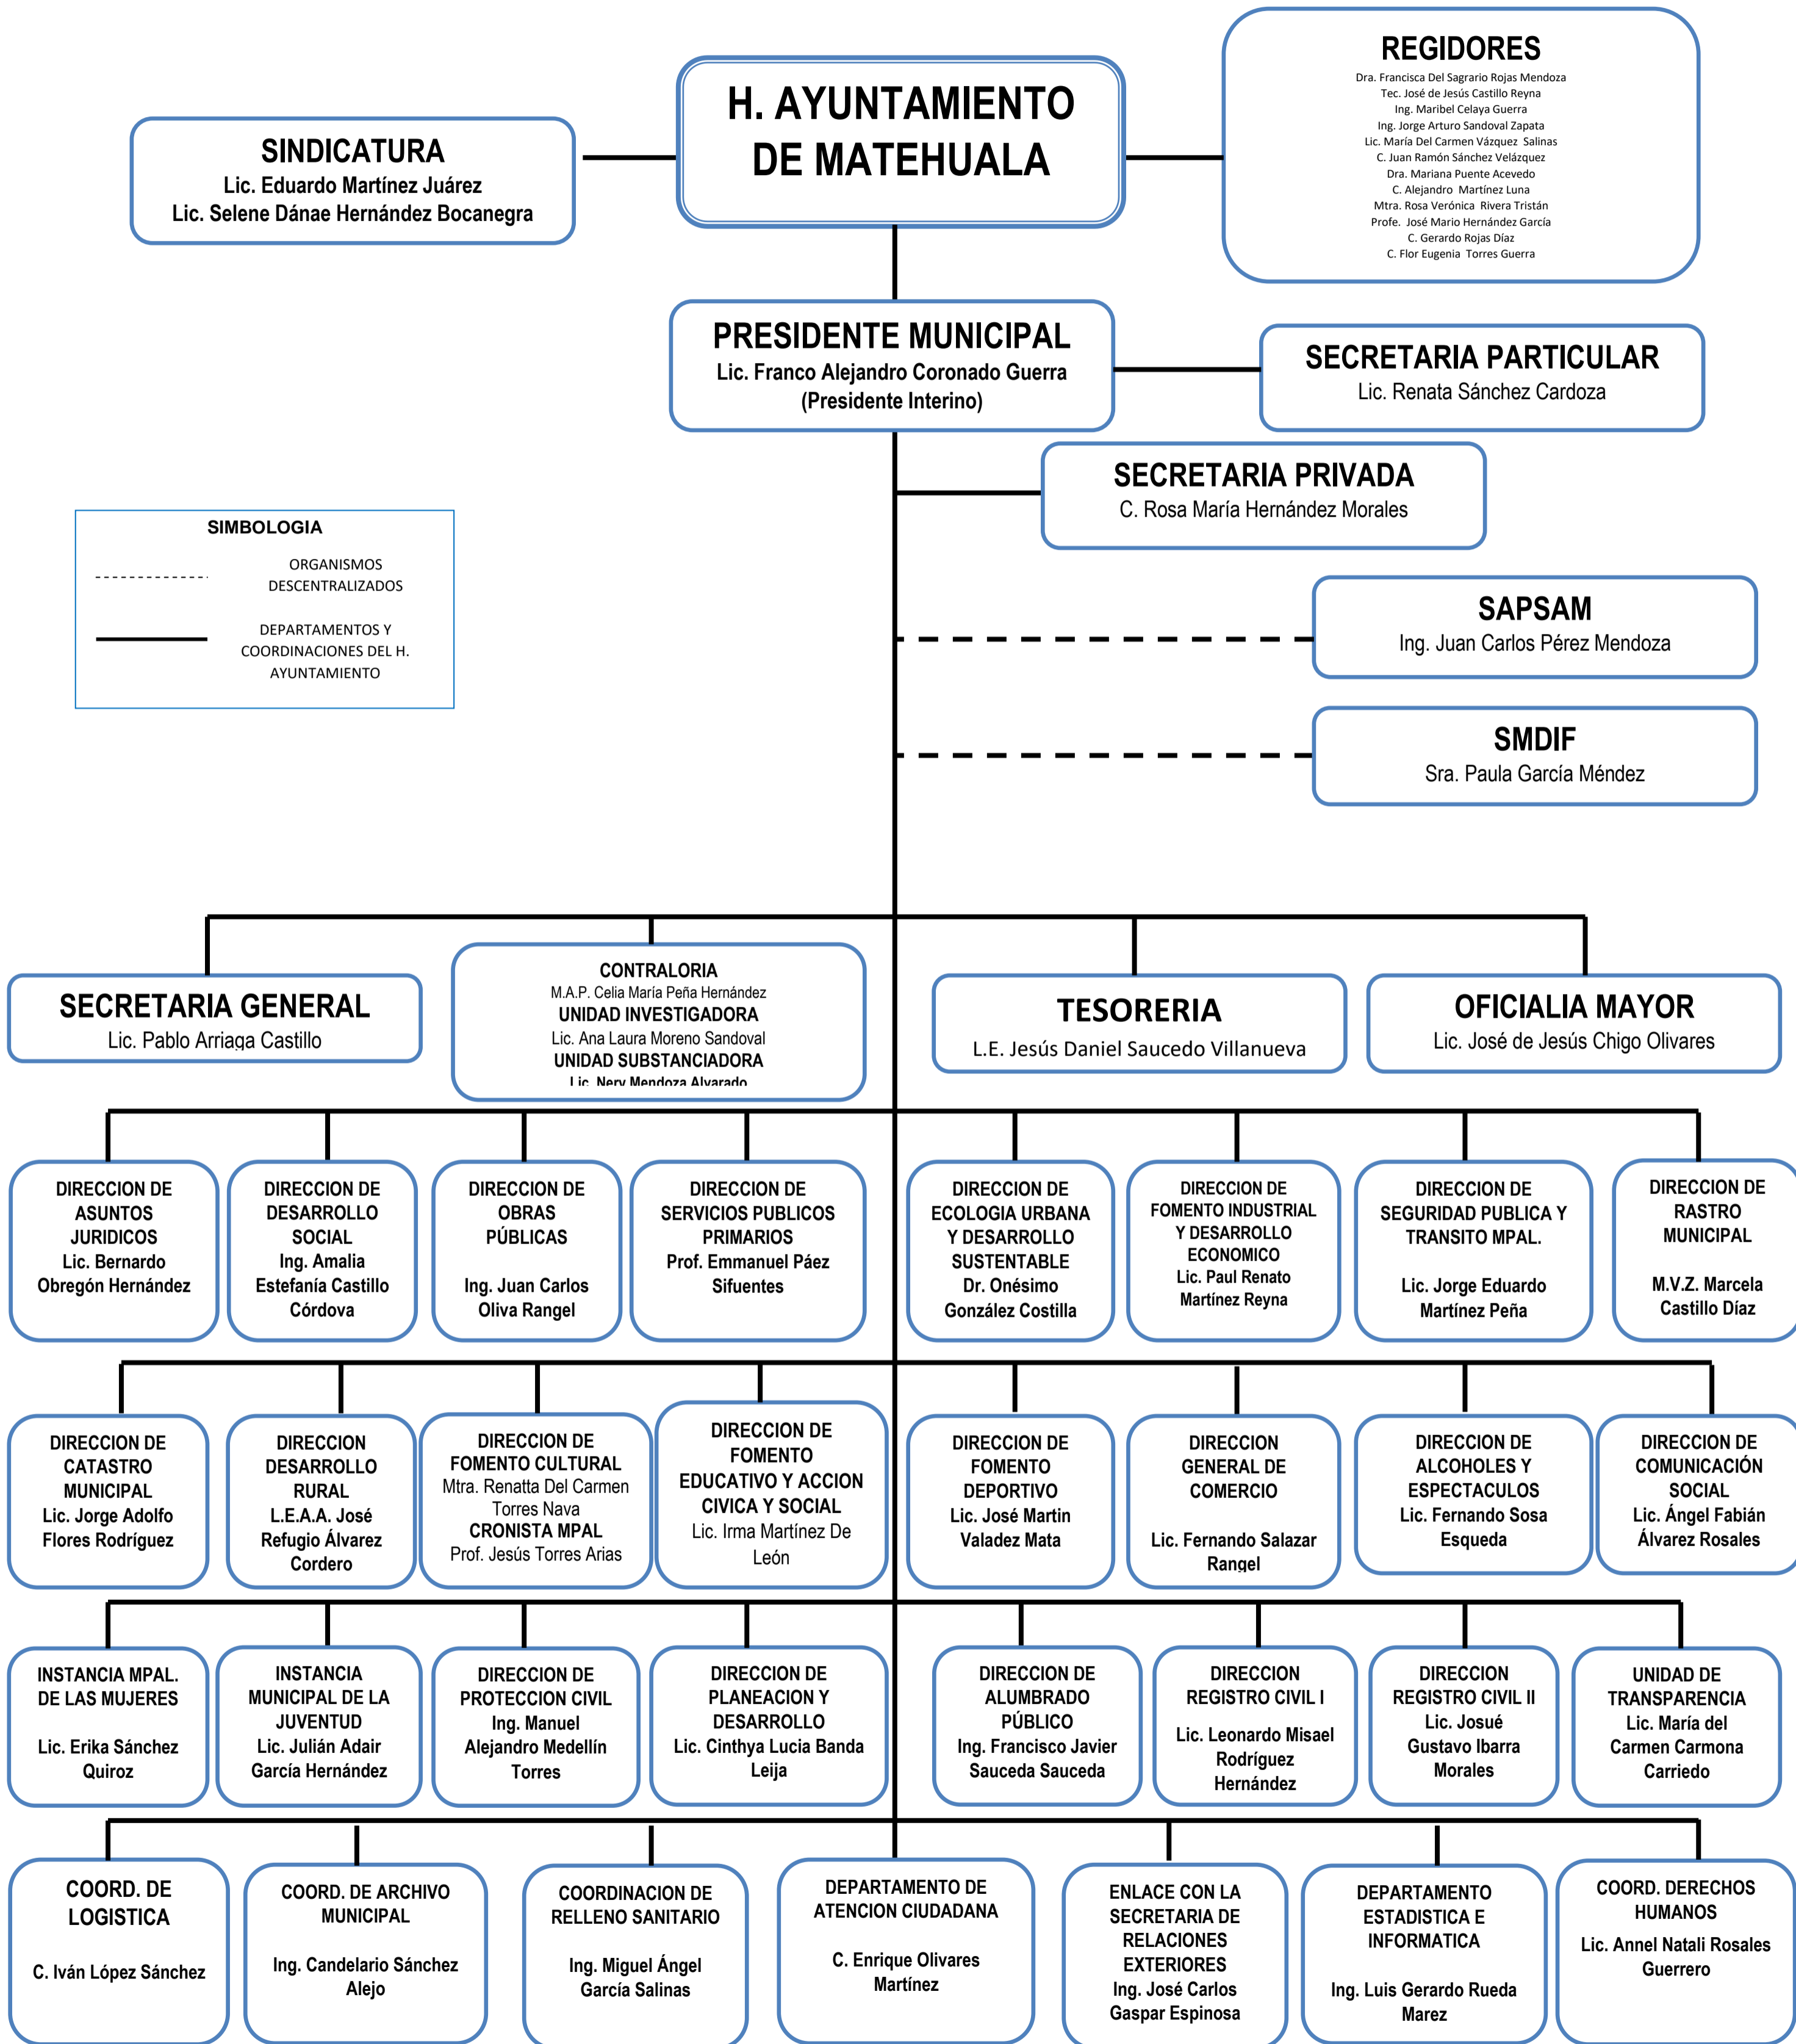 H. AYUNTAMIENTO
DE MATEHUALA
SINDICATURA
Lic. Eduardo Martínez Juárez
Lic. Selene Dánae Hernández Bocanegra
REGIDORES
Dra. Francisca Del Sagrario Rojas Mendoza
Tec. José de Jesús Castillo Reyna
Ing. Maribel Celaya Guerra
Ing. Jorge Arturo Sandoval Zapata
Lic. María Del Carmen Vázquez Salinas
C. Juan Ramón Sánchez Velázquez
Dra. Mariana Puente Acevedo
C. Alejandro Martínez Luna
Mtra. Rosa Verónica Rivera Tristán
Profe. José Mario Hernández García
C. Gerardo Rojas Díaz
C. Flor Eugenia Torres Guerra
PRESIDENTE MUNICIPAL
Lic. Franco Alejandro Coronado Guerra
(Presidente Interino)
SECRETARIA PARTICULAR
Lic. Renata Sánchez Cardoza
SECRETARIA PRIVADA
C. Rosa María Hernández Morales
SIMBOLOGIA
ORGANISMOS
DESCENTRALIZADOS
DEPARTAMENTOS Y
COORDINACIONES DEL H.
AYUNTAMIENTO
SAPSAM
Ing. Juan Carlos Pérez Mendoza
SMDIF
Sra. Paula García Méndez
SECRETARIA GENERAL
Lic. Pablo Arriaga Castillo
CONTRALORIA
M.A.P. Celia María Peña Hernández
UNIDAD INVESTIGADORA
Lic. Ana Laura Moreno Sandoval
UNIDAD SUBSTANCIADORA
Lic. Nery Mendoza Alvarado
TESORERIA
L.E. Jesús Daniel Saucedo Villanueva
OFICIALIA MAYOR
Lic. José de Jesús Chigo Olivares
DIRECCION DE
ASUNTOS
JURIDICOS
Lic. Bernardo
Obregón Hernández
DIRECCION DE
DESARROLLO
SOCIAL
Ing. Amalia
Estefanía Castillo
Córdova
DIRECCION DE
OBRAS
PÚBLICAS
Ing. Juan Carlos
Oliva Rangel
DIRECCION DE
SERVICIOS PUBLICOS
PRIMARIOS
Prof. Emmanuel Páez
Sifuentes
DIRECCION DE
ECOLOGIA URBANA
Y DESARROLLO
SUSTENTABLE
Dr. Onésimo
González Costilla
DIRECCION DE
FOMENTO INDUSTRIAL
Y DESARROLLO
ECONOMICO
Lic. Paul Renato
Martínez Reyna
DIRECCION DE
SEGURIDAD PUBLICA Y
TRANSITO MPAL.
Lic. Jorge Eduardo
Martínez Peña
DIRECCION DE
RASTRO
MUNICIPAL
M.V.Z. Marcela
Castillo Díaz
DIRECCION DE
CATASTRO
MUNICIPAL
Lic. Jorge Adolfo
Flores Rodríguez
DIRECCION
DESARROLLO
RURAL
L.E.A.A. José
Refugio Álvarez
Cordero
DIRECCION DE
FOMENTO CULTURAL
Mtra. Renatta Del Carmen
Torres Nava
CRONISTA MPAL
Prof. Jesús Torres Arias
DIRECCION DE
FOMENTO
EDUCATIVO Y ACCION
CIVICA Y SOCIAL
Lic. Irma Martínez De
León
DIRECCION DE
FOMENTO
DEPORTIVO
Lic. José Martin
Valadez Mata
DIRECCION
GENERAL DE
COMERCIO
Lic. Fernando Salazar
Rangel
DIRECCION DE
ALCOHOLES Y
ESPECTACULOS
Lic. Fernando Sosa
Esqueda
DIRECCION DE
COMUNICACIÓN
SOCIAL
Lic. Ángel Fabián
Álvarez Rosales
INSTANCIA MPAL.
DE LAS MUJERES
Lic. Erika Sánchez
Quiroz
INSTANCIA
MUNICIPAL DE LA
JUVENTUD
Lic. Julián Adair
García Hernández
DIRECCION DE
PROTECCION CIVIL
Ing. Manuel
Alejandro Medellín
Torres
DIRECCION DE
PLANEACION Y
DESARROLLO
Lic. Cinthya Lucia Banda
Leija
DIRECCION DE
ALUMBRADO
PÚBLICO
Ing. Francisco Javier
Sauceda Sauceda
DIRECCION
REGISTRO CIVIL I
Lic. Leonardo Misael
Rodríguez
Hernández
DIRECCION
REGISTRO CIVIL II
Lic. Josué
Gustavo Ibarra
Morales
UNIDAD DE
TRANSPARENCIA
Lic. María del
Carmen Carmona
Carriedo
COORD. DE
LOGISTICA
C. Iván López Sánchez
COORD. DE ARCHIVO
MUNICIPAL
Ing. Candelario Sánchez
Alejo
COORDINACION DE
RELLENO SANITARIO
Ing. Miguel Ángel
García Salinas
DEPARTAMENTO DE
ATENCION CIUDADANA
C. Enrique Olivares
Martínez
ENLACE CON LA
SECRETARIA DE
RELACIONES
EXTERIORES
Ing. José Carlos
Gaspar Espinosa
DEPARTAMENTO
ESTADISTICA E
INFORMATICA
Ing. Luis Gerardo Rueda
Marez
COORD. DERECHOS
HUMANOS
Lic. Annel Natali Rosales
Guerrero